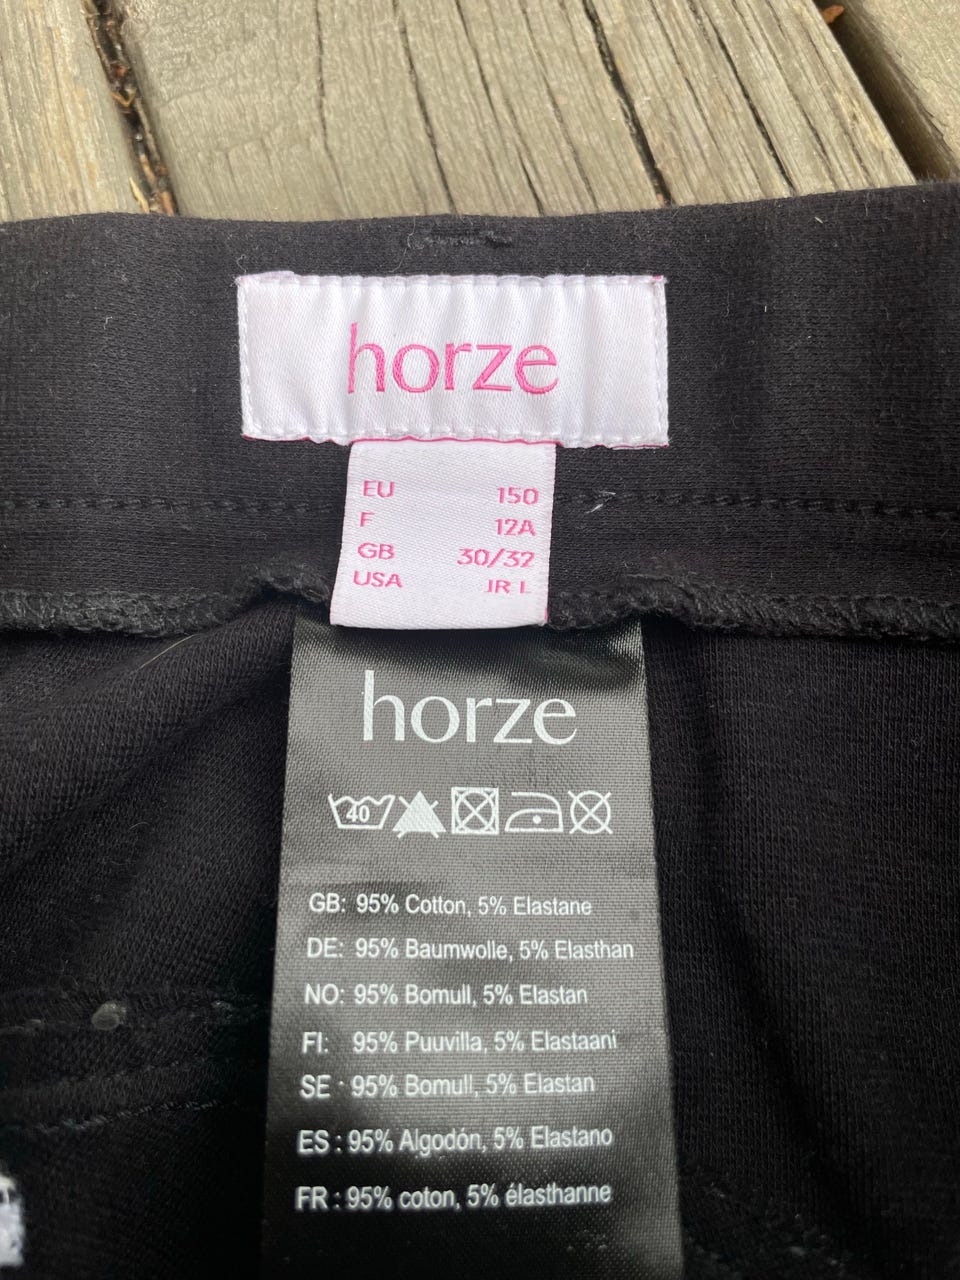 horze
EU 150
F 12A
GB 30/32
USA JR L
horze
40
GB: 95% Cotton, 5% Elastane
DE: 95% Baumwolle, 5% Elasthan
NO: 95% Bomull, 5% Elastan
FI: 95% Puuvilla, 5% Elastaani
SE : 95% Bomull, 5% Elastan
ES : 95% Algodón, 5% Elastano
FR : 95% coton, 5% élasthanne